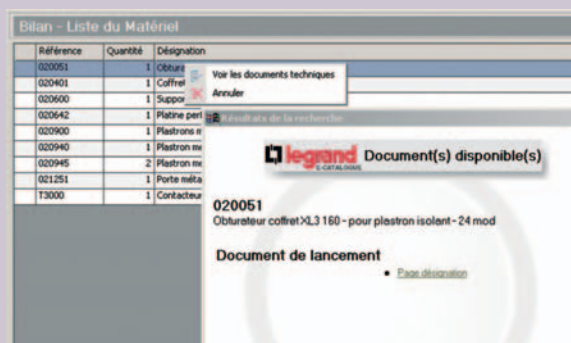 Bilan - Liste du Matériel
Référence Quantité Désignation
020051 1 Obtura
020401 1 Coffret
020600 1 Suppor
020642 1 Platine perf
020900 1 Plastrons m
020940 1 Plastron me
020945 2 Plastron me
021251 1 Porte méta
T3000 1 Contacteur
Voir les documents techniques
Annuler
Résultats de la recherche
legrand Document(s) disponible(s)
E-CATALOGUE
020051
Obturateur coffret XL3 160 - pour plastron isolant - 24 mod
Document de lancement
• Page désignation